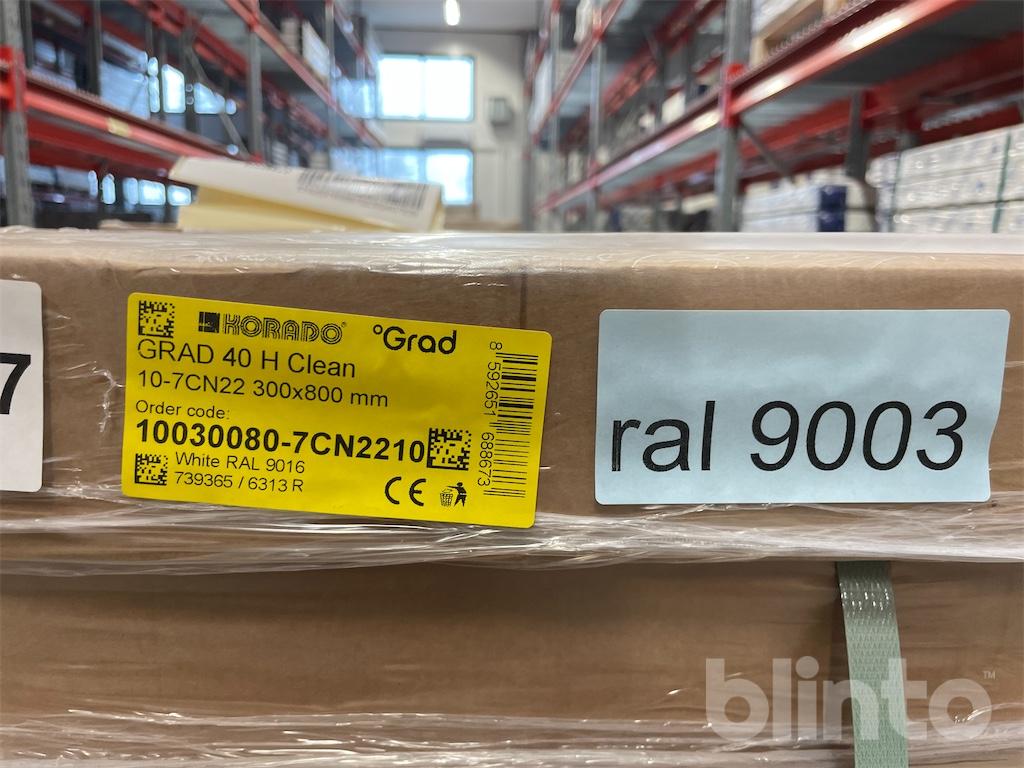 7
KORADO® °Grad
GRAD 40 H Clean
10-7CN22 300x800 mm
Order code:
10030080-7CN2210
White RAL 9016
739365 / 6313 R
CE
8 592651 688673
ral 9003
blinto™